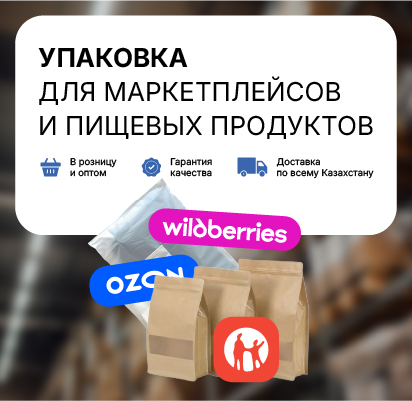 УПАКОВКА
ДЛЯ МАРКЕТПЛЕЙСОВ
И ПИЩЕВЫХ ПРОДУКТОВ
В розницу
и оптом
Гарантия
качества
Доставка
по всему Казахстану
wildberries
OZON